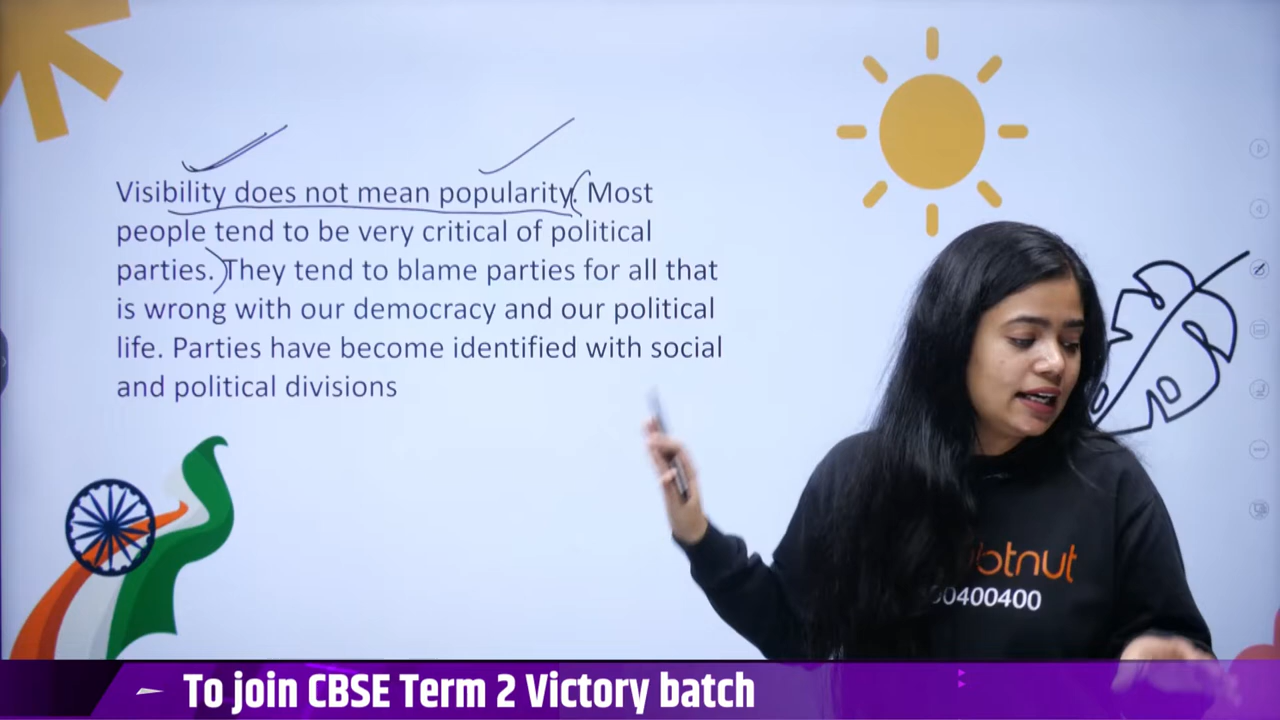 Visibility does not mean popularity. Most
people tend to be very critical of political
parties. They tend to blame parties for all that
is wrong with our democracy and our political
life. Parties have become identified with social
and political divisions
btnut
00400400
To join CBSE Term 2 Victory batch